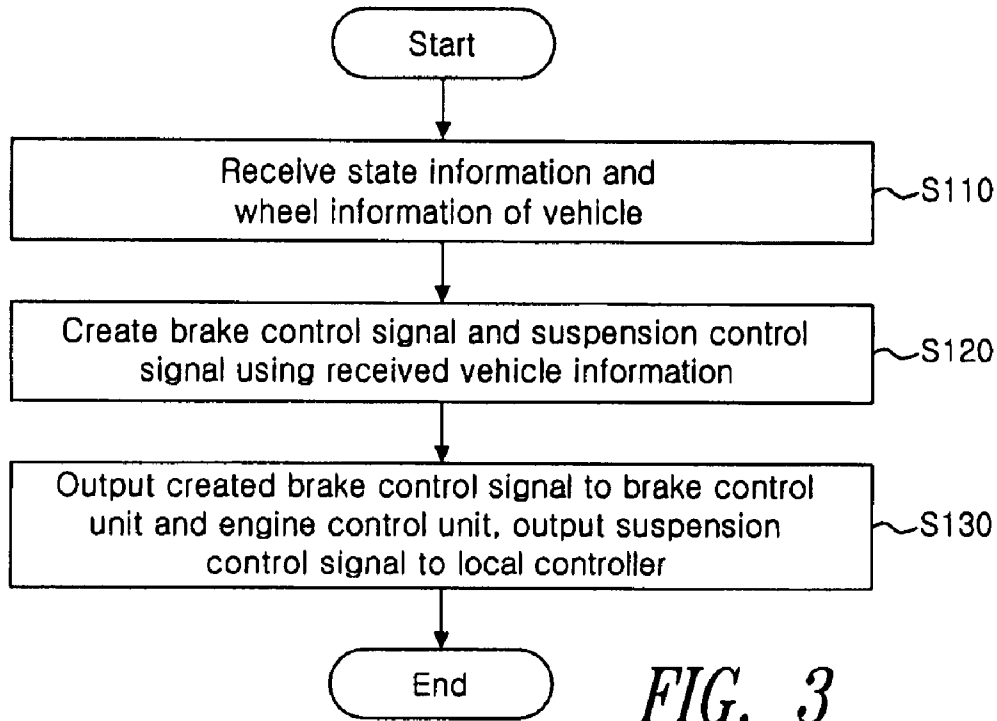 Start
Receive state information and
wheel information of vehicle
S110
Create brake control signal and suspension control
signal using received vehicle information
S120
Output created brake control signal to brake control
unit and engine control unit, output suspension
control signal to local controller
S130
End
FIG. 3